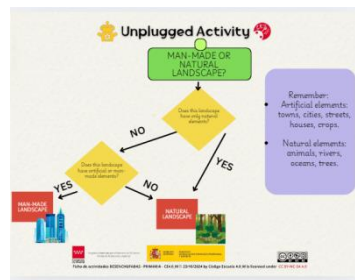 Unplugged Activity
MAN-MADE OR
NATURAL
LANDSCAPE?
Does this landscape
have only natural
elements?
NO
YES
Does this landscape
have artificial or man-
made elements?
YES
NO
MAN-MADE
LANDSCAPE
NATURAL
LANDSCAPE
Remember:
Artificial elements:
towns, cities, streets,
houses, crops.
Natural elements:
animals, rivers,
oceans, trees.